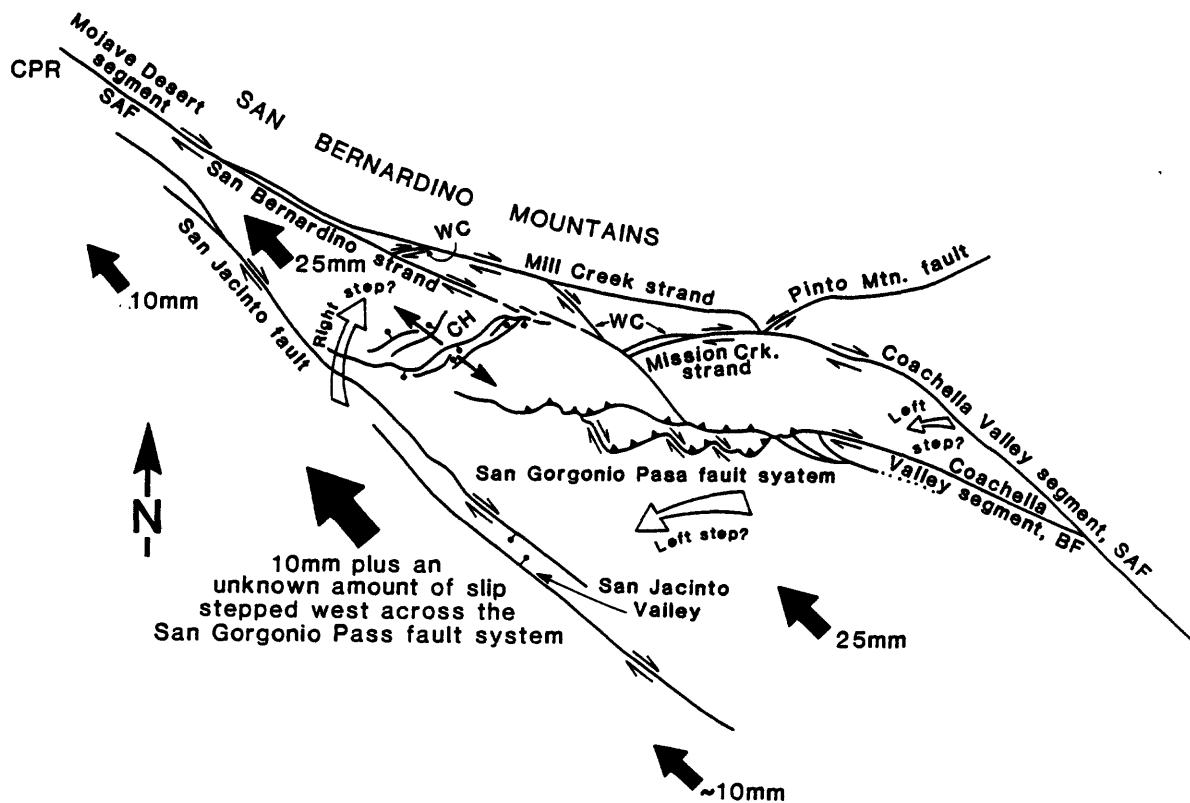 Mojave Desert
segment
CPR
SAF
SAN BERNARDINO MOUNTAINS
San Bernardino strand
WC
25mm
10mm
San Jacinto fault
Right
step?
CH
Mill Creek strand
Pinto Mtn. fault
WC
Mission Crk.
strand
Coachella Valley segment, SAF
Left
step?
Coachella
Valley segment, BF
San Gorgonio Pasa fault syatem
Left step?
N
10mm plus an
unknown amount of slip
stepped west across the
San Gorgonio Pass fault system
San Jacinto
Valley
25mm
~10mm